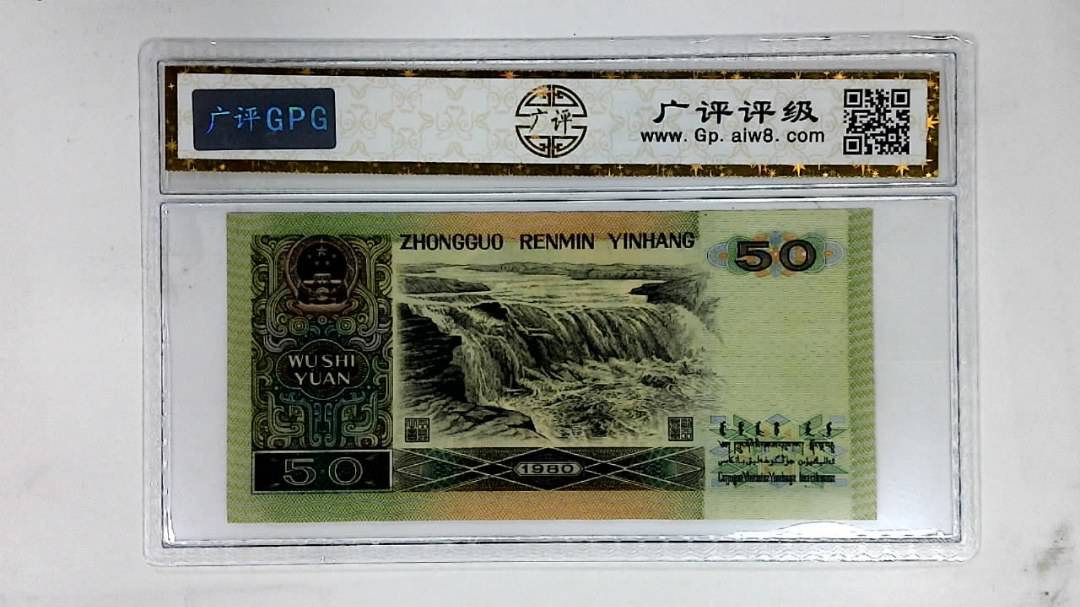 广评GPG
广评
广评评级
www.Gp.aiw8.com
ZHONGGUO RENMIN YINHANG
50
WU SHI
YUAN
50
1980